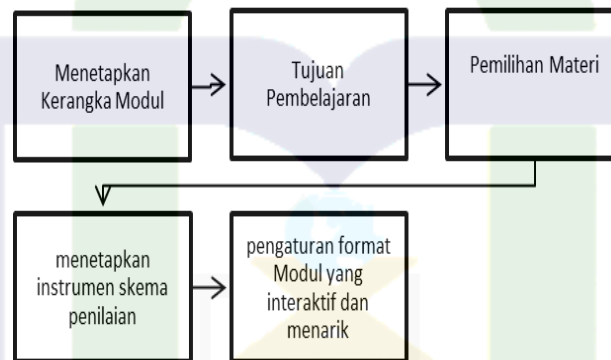 Menetapkan
Kerangka Modul
Tujuan
Pembelajaran
Pemilihan Materi
menetapkan
instrumen skema
penilaian
pengaturan format
Modul yang
interaktif dan
menarik